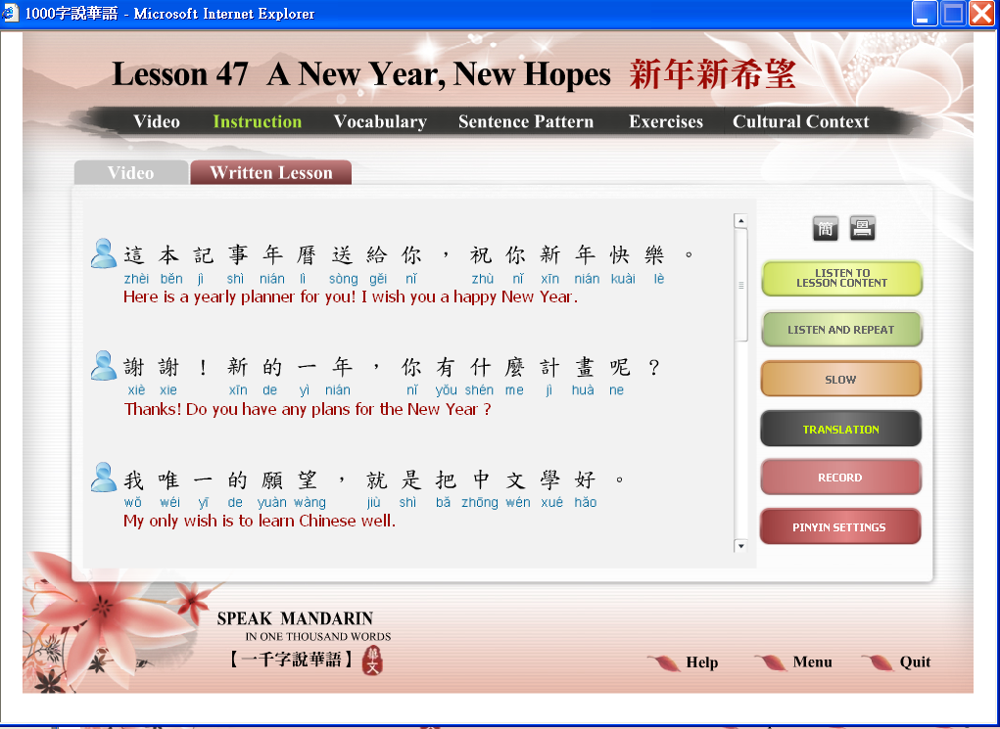 1000字說華語 - Microsoft Internet Explorer
Lesson 47 A New Year, New Hopes 新年新希望
Video Instruction Vocabulary Sentence Pattern Exercises Cultural Context
Video Written Lesson
這本記事年曆送給你，祝你新年快樂。
zhèi běn jì shì nián lì sòng gěi nǐ zhù nǐ xīn nián kuài lè
Here is a yearly planner for you! I wish you a happy New Year.
謝謝！新的一年，你有什麼計畫呢？
xiè xie xīn de yì nián nǐ yǒu shén me jì huà ne
Thanks! Do you have any plans for the New Year ?
我唯一的願望，就是把中文學好。
wǒ wéi yī de yuàn wàng jiù shì bǎ zhōng wén xué hǎo
My only wish is to learn Chinese well.
簡
LISTEN TO
LESSON CONTENT
LISTEN AND REPEAT
SLOW
TRANSLATION
RECORD
PINYIN SETTINGS
SPEAK MANDARIN
IN ONE THOUSAND WORDS
【一千字說華語】 華文
Help Menu Quit